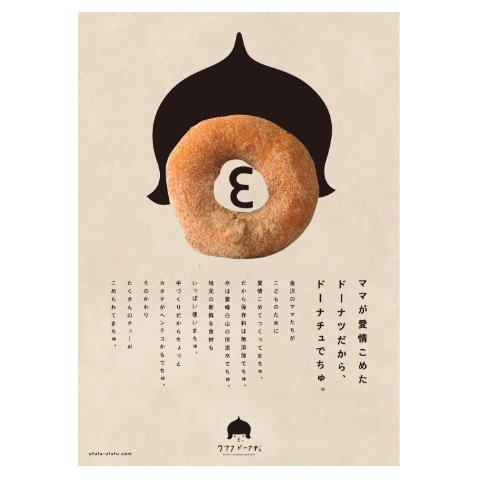 ε
ママが愛情こめた
ドーナツだから、
ドーナチュでちゅ。
金沢のママたちが
こどものために
愛情こめてつくってまちゅ。
だから保存料は無添加でちゅ。
水は霊峰白山の伏流水でちゅ。
地元の新鮮な食材も
いっぱい使いまちゅ。
手づくりだからちょっと
カタチがヘンテコかもでちゅ。
そのかわり
たくさんのチューが
こめられてまちゅ。
ウフフドーナチュ
ufufu-ufufu.com